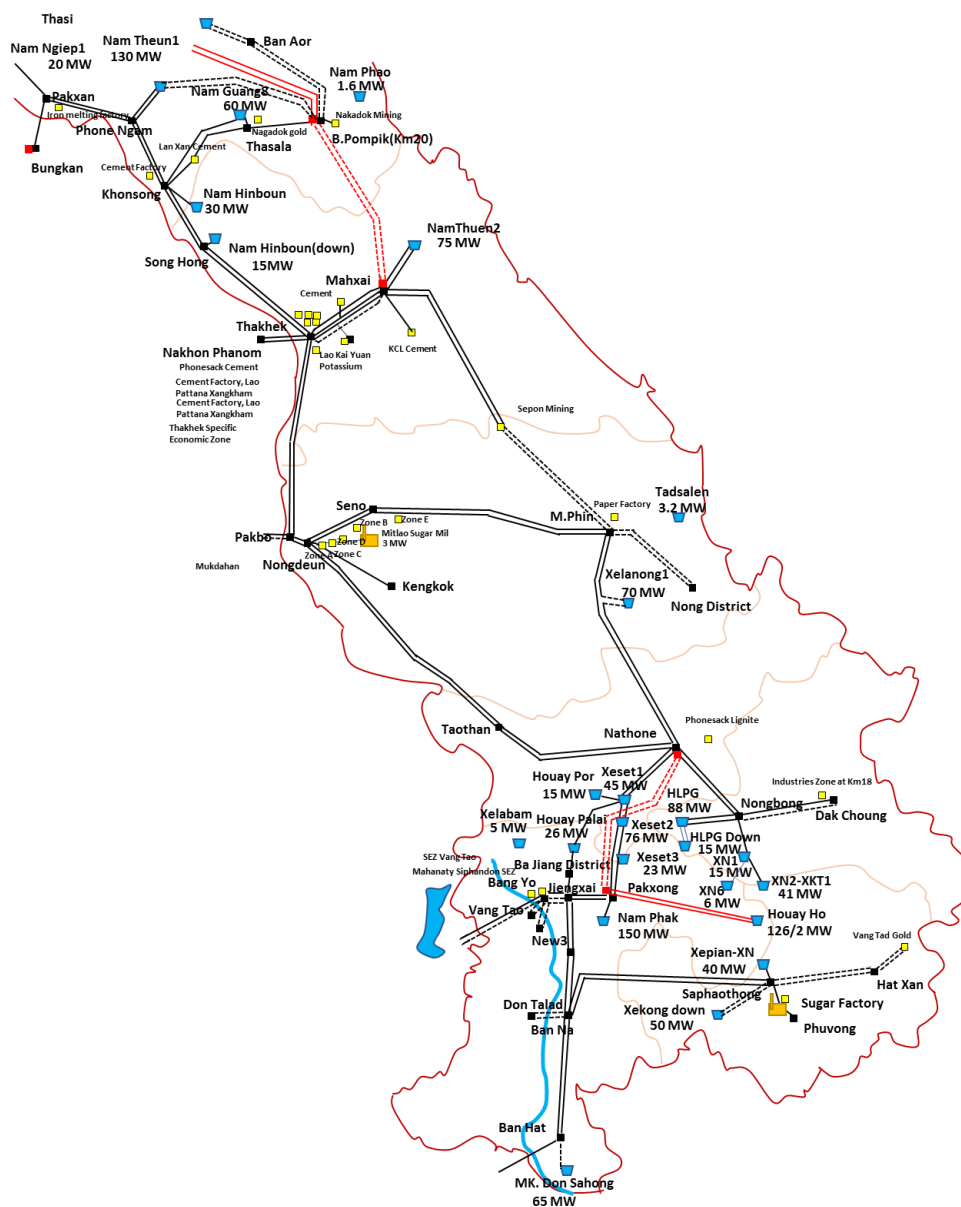 Thasi
Nam Ngiep1
20 MW
Nam Theun1
130 MW
Ban Aor
Nam Phao
1.6 MW
Pakxan
Iron melting factory
Phone Ngam
Nam Guang8
60 MW
Nagadok gold
Nakadok Mining
B.Pompik(Km20)
Thasala
Lan Xan Cement
Bungkan
Cement Factory
Khonsong
Nam Hinboun
30 MW
NamThuen2
75 MW
Nam Hinboun(down)
15MW
Song Hong
Mahxai
Cement
Thakhek
KCL Cement
Nakhon Phanom
Lao Kai Yuan
Potassium
Phonesack Cement
Cement Factory, Lao
Pattana Xangkham
Cement Factory, Lao
Pattana Xangkham
Thakhek Specific
Economic Zone
Sepon Mining
Seno
Zone B
Zone E
Paper Factory
Tadsalen
3.2 MW
M.Phin
Mitlao Sugar Mil
3 MW
Pakbo
Zone D
Zone A
Zone C
Nongdeun
Mukdahan
Kengkok
Xelanong1
70 MW
Nong District
Taothan
Nathone
Phonesack Lignite
Houay Por
15 MW
Xeset1
45 MW
HLPG
88 MW
Industries Zone at Km18
Nongbong
Dak Choung
Xelabam
5 MW
Houay Palai
26 MW
Xeset2
76 MW
HLPG Down
15 MW
XN1
15 MW
SEZ Vang Tao
Mahanaty Siphandon SEZ
Ba Jiang District
Xeset3
23 MW
Bang Yo
Jiengxai
Pakxong
XN6
6 MW
XN2-XKT1
41 MW
Vang Tao
New3
Nam Phak
150 MW
Houay Ho
126/2 MW
Vang Tad Gold
Xepian-XN
40 MW
Hat Xan
Saphaothong
Don Talad
Sugar Factory
Xekong down
50 MW
Ban Na
Phuvong
Ban Hat
MK. Don Sahong
65 MW